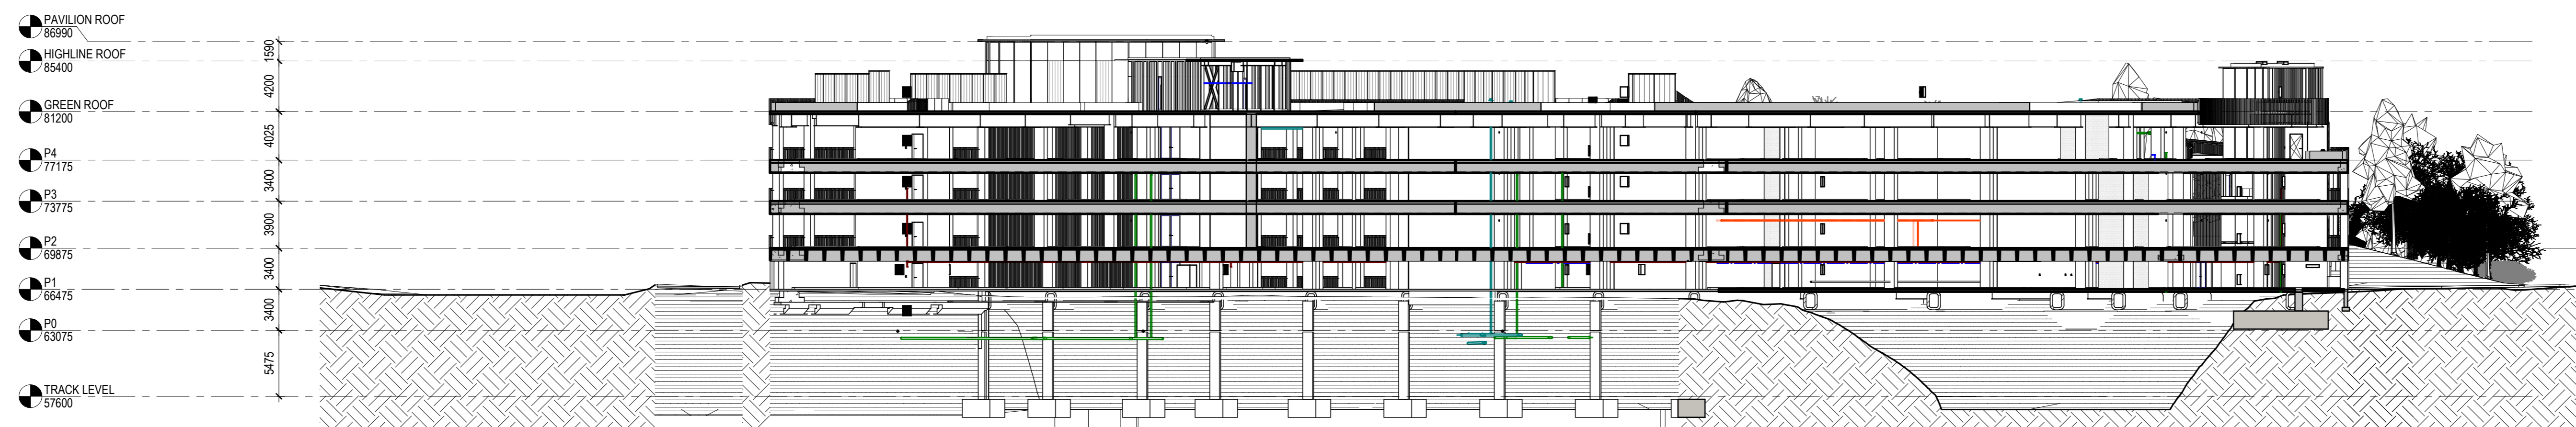 PAVILION ROOF
86990
1590
HIGHLINE ROOF
85400
4200
GREEN ROOF
81200
4025
P4
77175
3400
P3
73775
3900
P2
69875
3400
P1
66475
3400
P0
63075
5475
TRACK LEVEL
57600